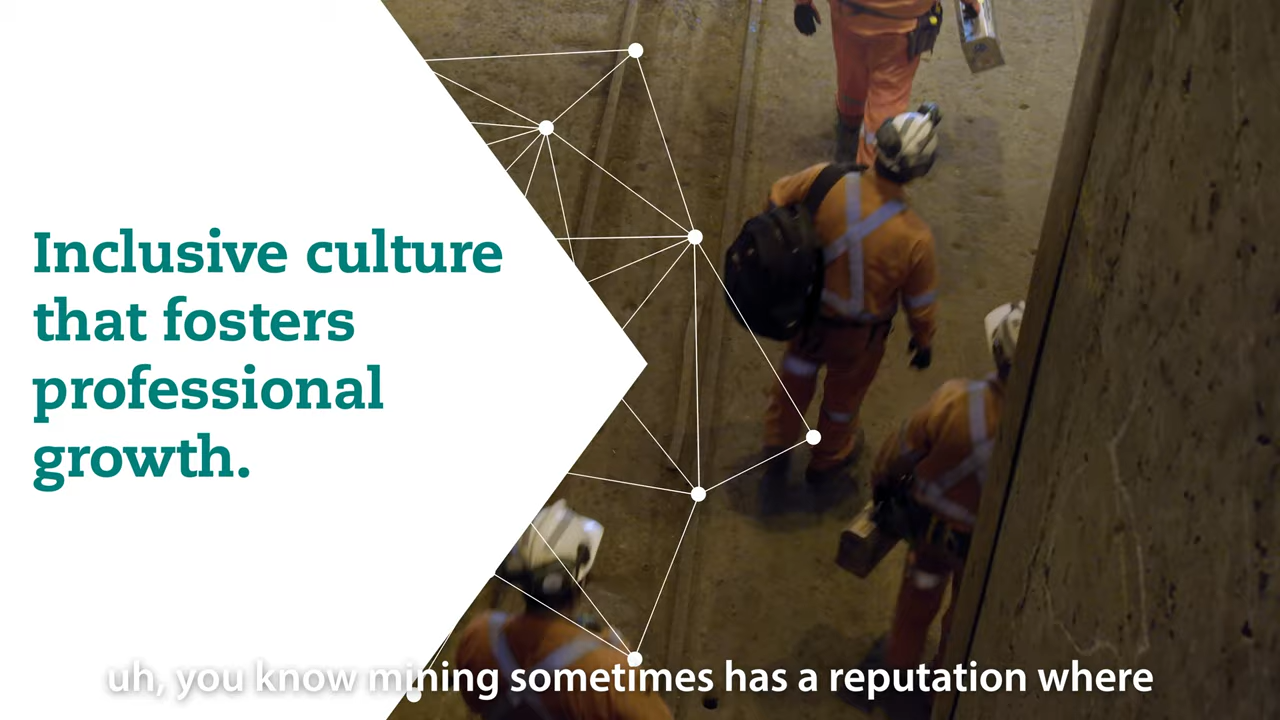 Inclusive culture
that fosters
professional
growth.
uh, you know mining sometimes has a reputation where